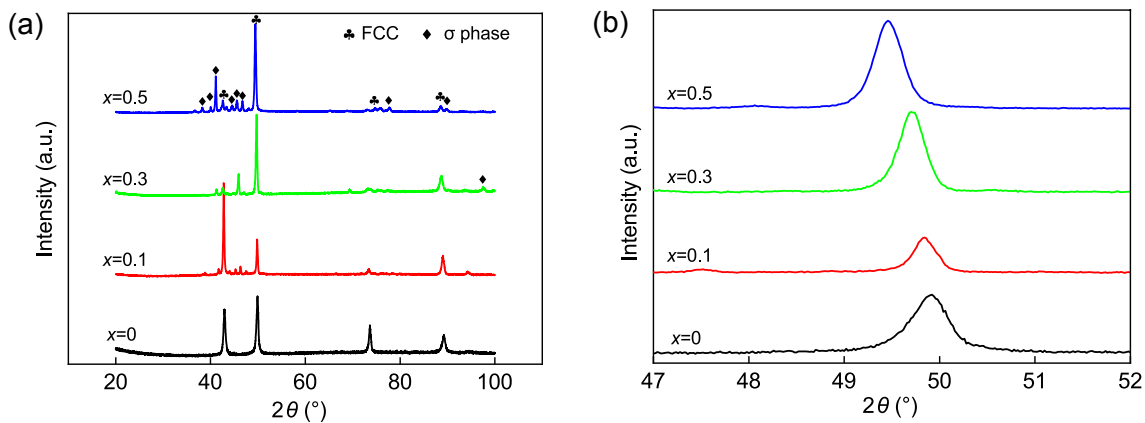 (a)
♣ FCC ♦ σ phase
x=0.5
x=0.3
x=0.1
x=0
Intensity (a.u.)
20 40 60 80 100
2θ (°)
(b)
x=0.5
x=0.3
x=0.1
x=0
Intensity (a.u.)
47 48 49 50 51 52
2θ (°)